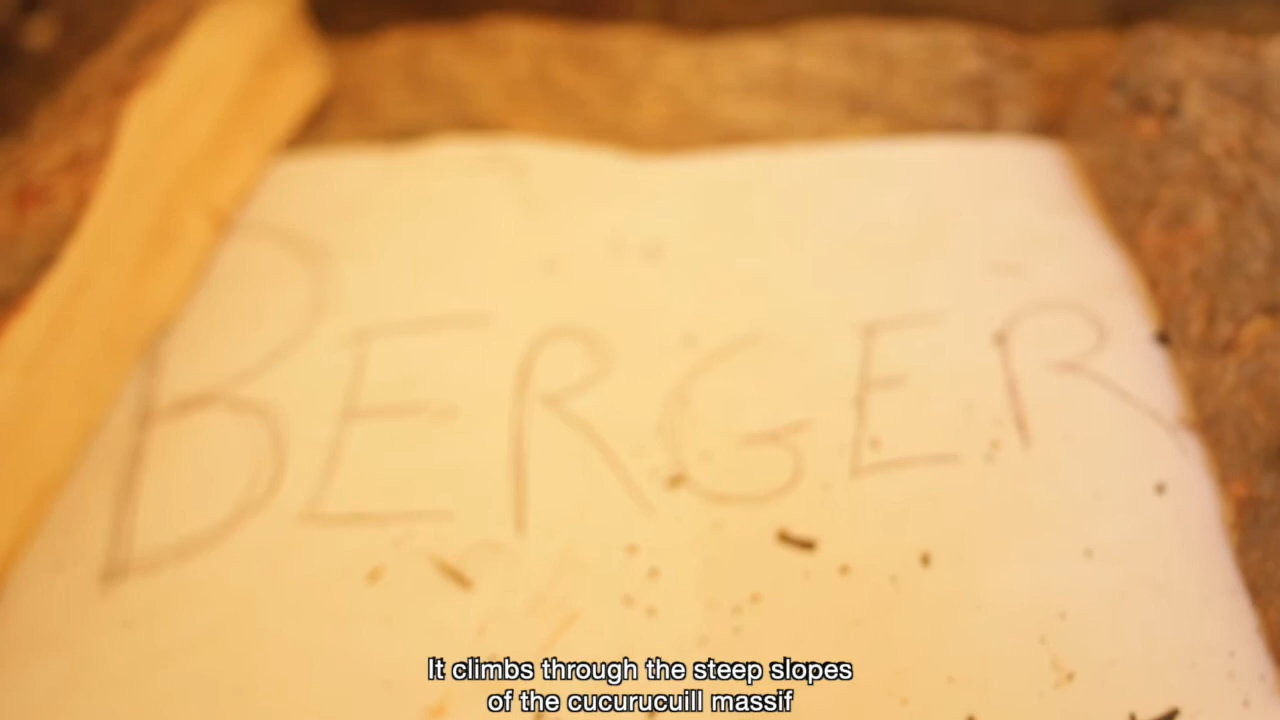 BERGER
It climbs through the steep slopes
of the cucurucuill massif